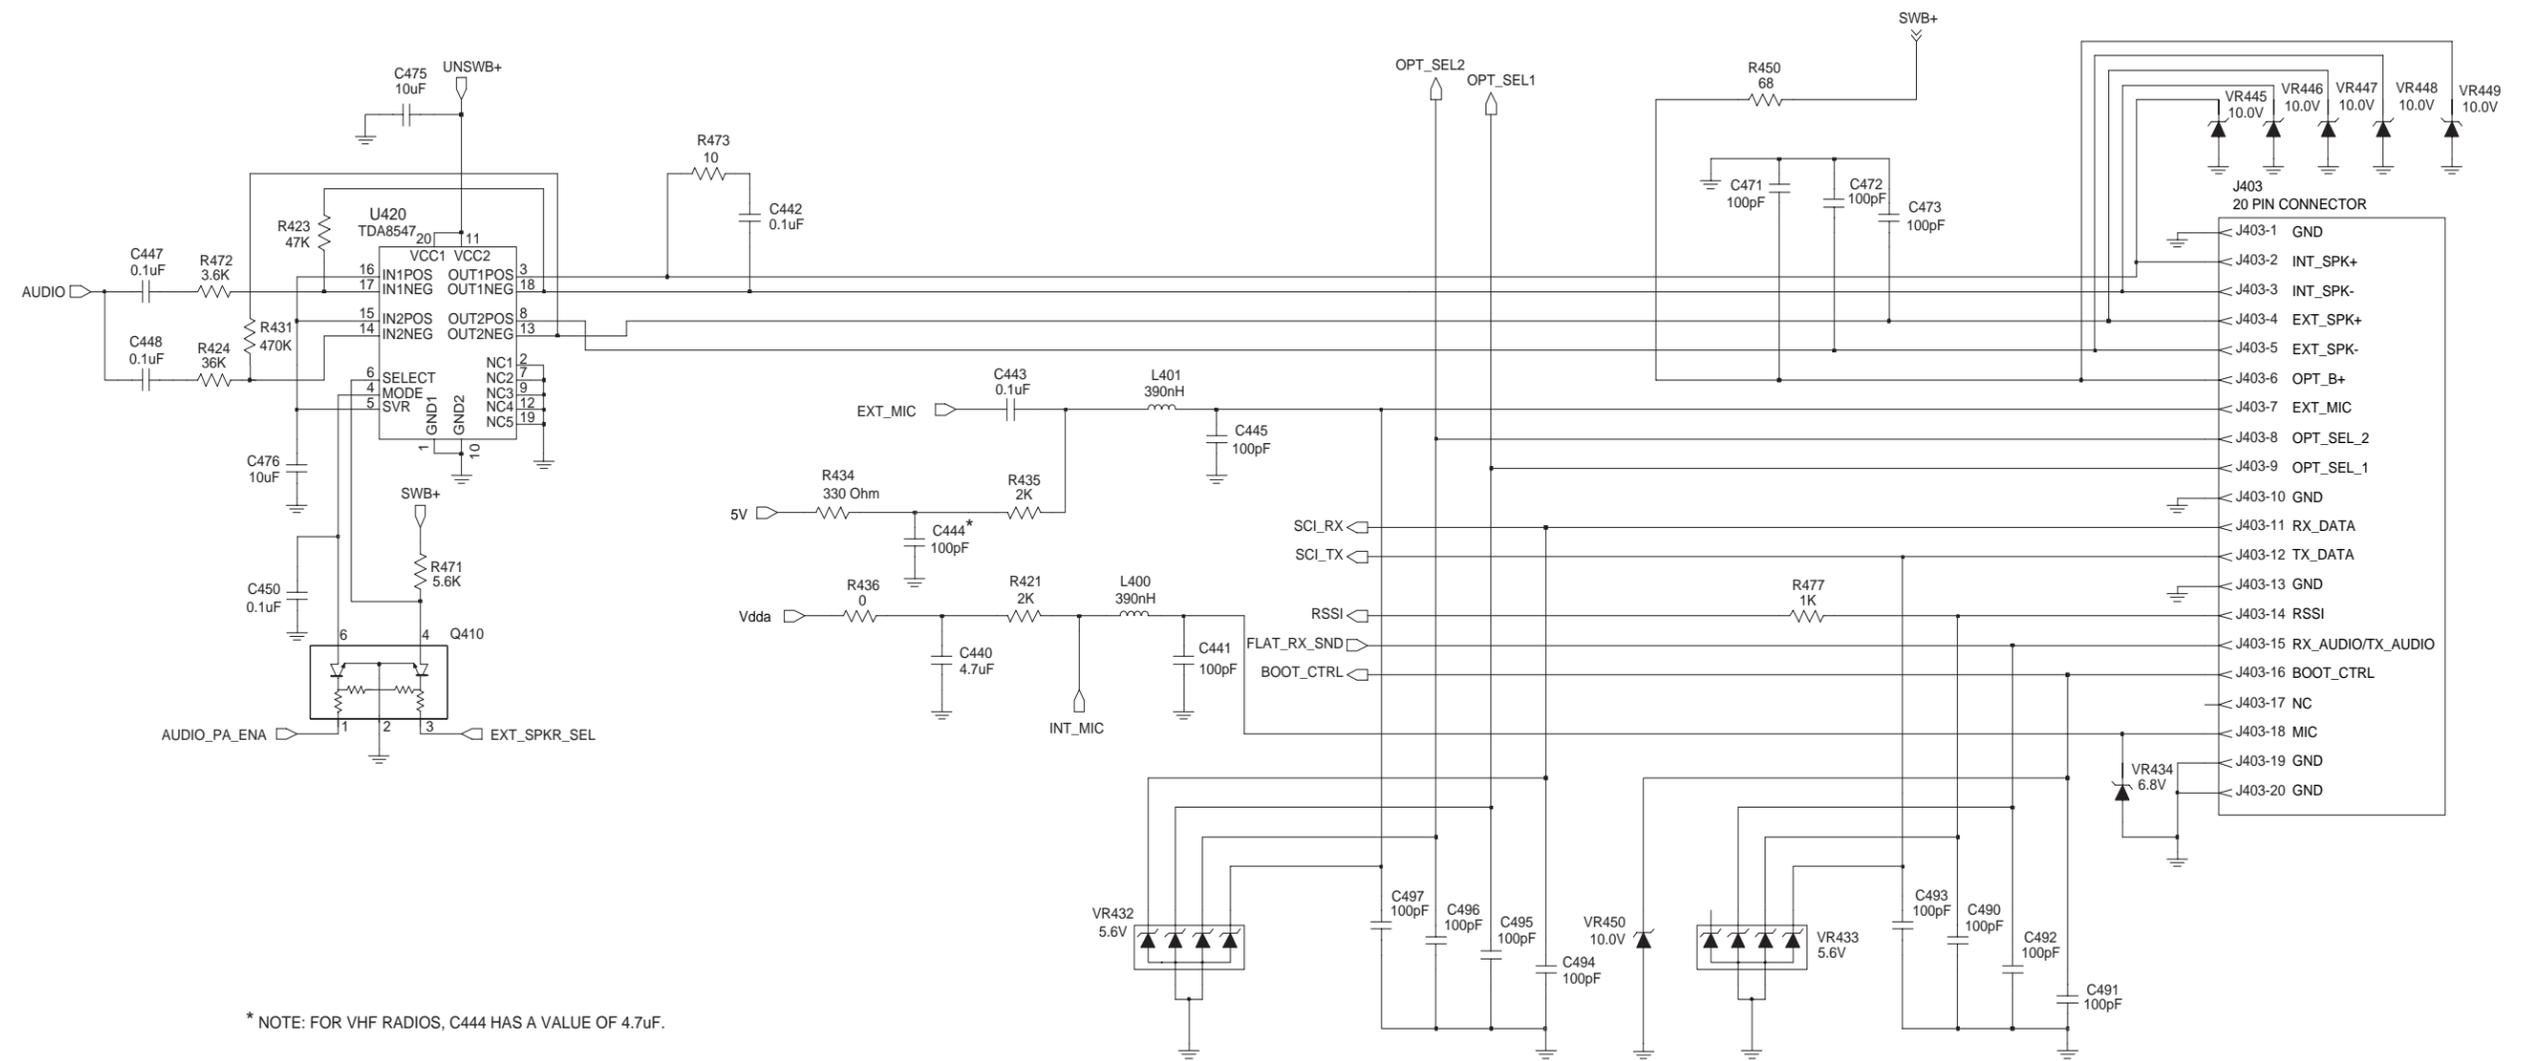 SWB+
UNSWB+
C475
10uF
OPT_SEL2
OPT_SEL1
R450
68
VR445
10.0V
VR446
10.0V
VR447
10.0V
VR448
10.0V
VR449
10.0V
R473
10
C442
0.1uF
C471
100pF
C472
100pF
C473
100pF
J403
20 PIN CONNECTOR
U420
TDA8547
R423
47K
20
11
VCC1
VCC2
C447
0.1uF
R472
3.6K
AUDIO
16
IN1POS
OUT1POS
3
17
IN1NEG
OUT1NEG
18
15
IN2POS
OUT2POS
8
14
IN2NEG
OUT2NEG
13
R431
470K
C448
0.1uF
R424
36K
6
SELECT
4
MODE
5
SVR
NC1
2
NC2
7
NC3
9
NC4
12
NC5
19
GND1
GND2
1
10
C476
10uF
J403-1 GND
J403-2 INT_SPK+
J403-3 INT_SPK-
J403-4 EXT_SPK+
J403-5 EXT_SPK-
J403-6 OPT_B+
J403-7 EXT_MIC
J403-8 OPT_SEL_2
J403-9 OPT_SEL_1
J403-10 GND
J403-11 RX_DATA
J403-12 TX_DATA
J403-13 GND
J403-14 RSSI
J403-15 RX_AUDIO/TX_AUDIO
J403-16 BOOT_CTRL
J403-17 NC
J403-18 MIC
J403-19 GND
J403-20 GND
EXT_MIC
C443
0.1uF
L401
390nH
C445
100pF
R434
330 Ohm
R435
2K
5V
C444*
100pF
SWB+
R471
5.6K
C450
0.1uF
6
4
Q410
1
2
3
AUDIO_PA_ENA
EXT_SPKR_SEL
Vdda
R436
0
R421
2K
L400
390nH
C440
4.7uF
C441
100pF
INT_MIC
SCI_RX
SCI_TX
RSSI
R477
1K
FLAT_RX_SND
BOOT_CTRL
VR434
6.8V
VR432
5.6V
C497
100pF
C496
100pF
C495
100pF
C494
100pF
VR450
10.0V
VR433
5.6V
C493
100pF
C490
100pF
C492
100pF
C491
100pF
* NOTE: FOR VHF RADIOS, C444 HAS A VALUE OF 4.7uF.